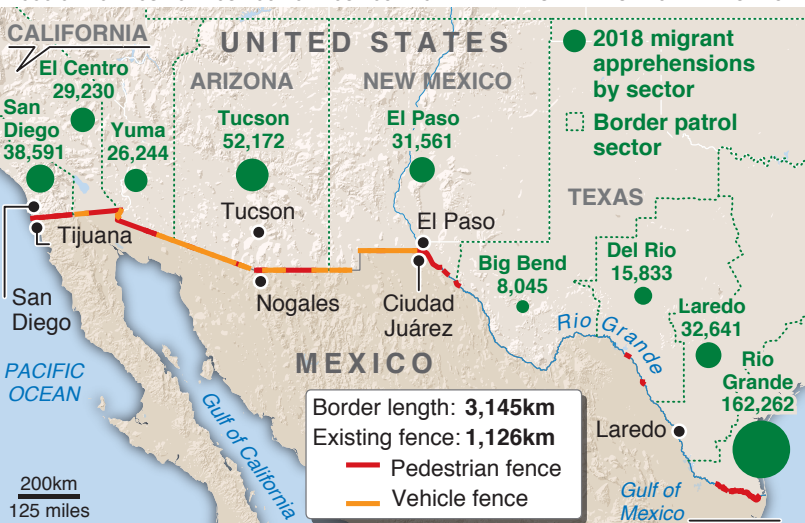 CALIFORNIA
UNITED STATES
ARIZONA
NEW MEXICO
TEXAS
MEXICO
2018 migrant
apprehensions
by sector
Border patrol
sector
El Centro
29,230
San
Diego
38,591
Yuma
26,244
Tucson
52,172
El Paso
31,561
Big Bend
8,045
Del Rio
15,833
Laredo
32,641
Rio
Grande
162,262
Tijuana
San
Diego
Tucson
Nogales
El Paso
Ciudad
Juárez
Laredo
Rio Grande
PACIFIC
OCEAN
Gulf of California
Gulf of
Mexico
Border length: 3,145km
Existing fence: 1,126km
Pedestrian fence
Vehicle fence
200km
125 miles